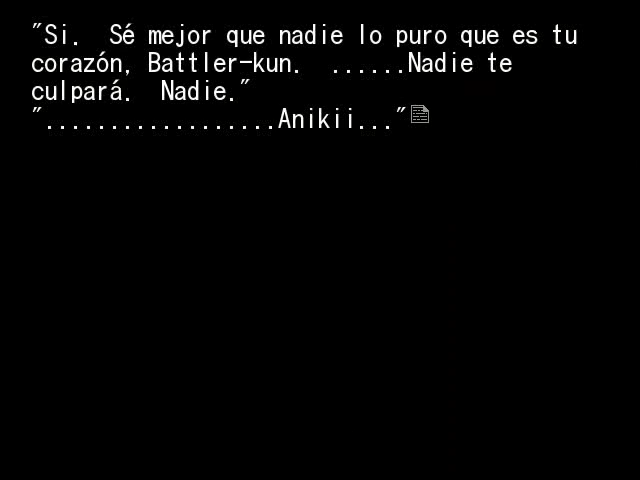 "Si.  Sé mejor que nadie lo puro que es tu
corazón, Battler-kun.  ......Nadie te
culpará.  Nadie."
"..................Anikii..."